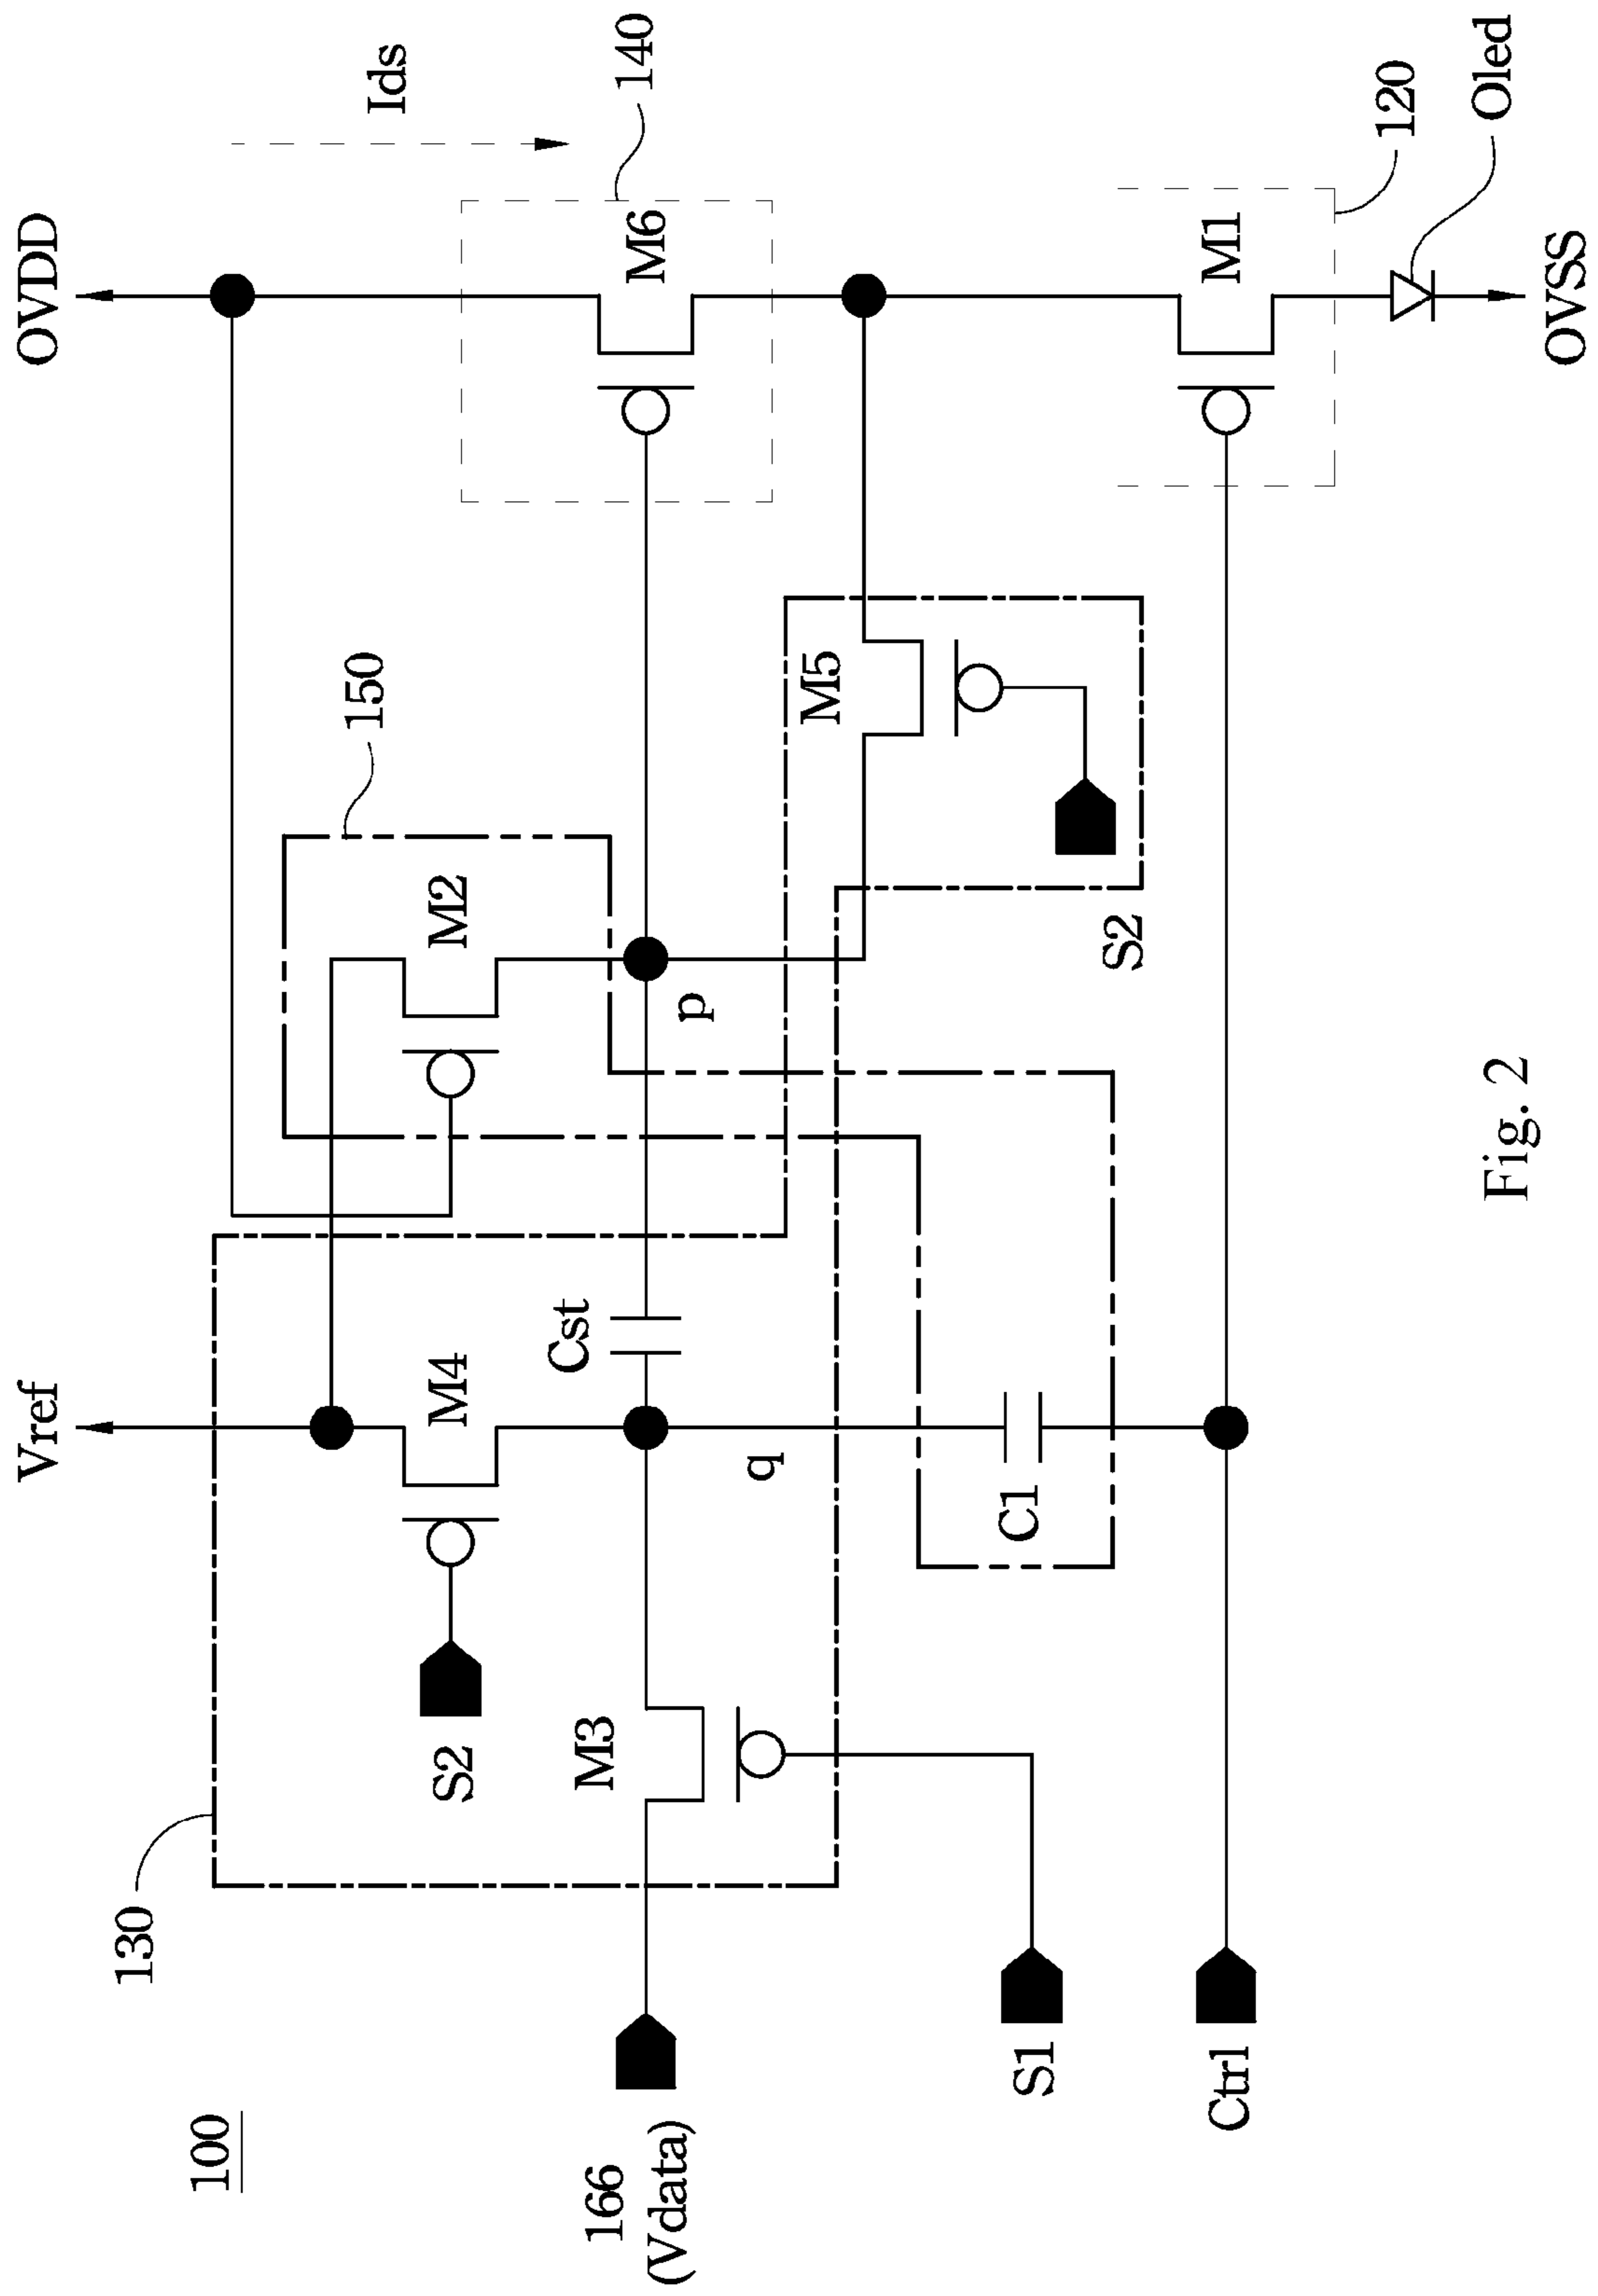 100
OVDD
Vref
Ids
130
150
140
M2
M6
M4
S2
Cst
p
q
M3
M5
166
(Vdata)
S2
C1
S1
120
M1
Ctrl
Oled
OVSS
Fig. 2